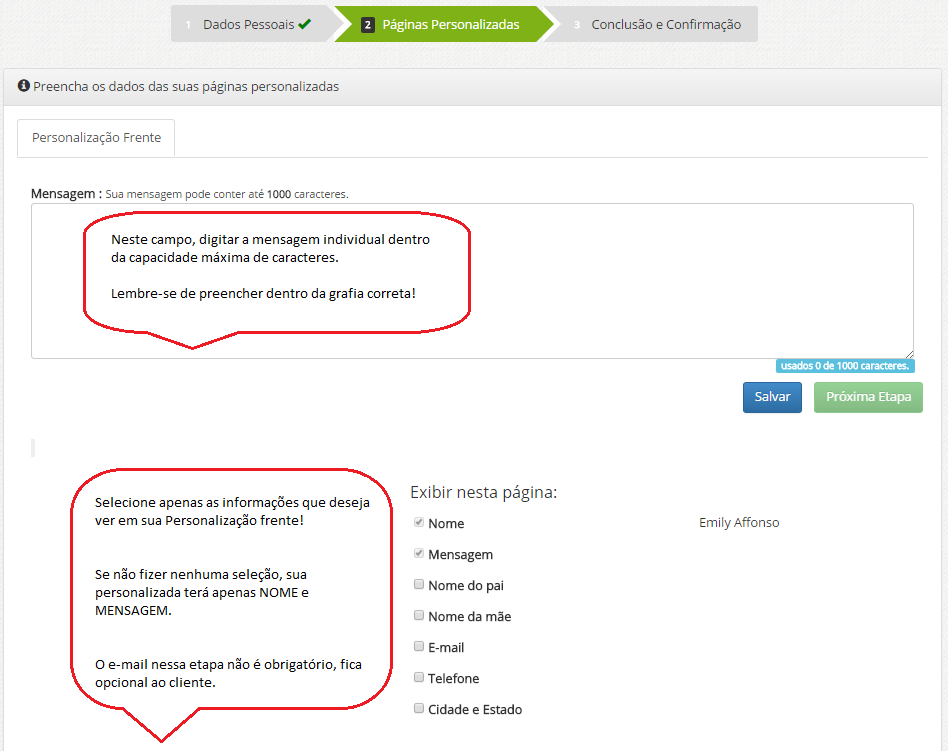 1 Dados Pessoais
2 Páginas Personalizadas
3 Conclusão e Confirmação
Preencha os dados das suas páginas personalizadas
Personalização Frente
Mensagem : Sua mensagem pode conter até 1000 caracteres.
Neste campo, digitar a mensagem individual dentro
da capacidade máxima de caracteres.
Lembre-se de preencher dentro da grafia correta!
usados 0 de 1000 caracteres.
Salvar
Próxima Etapa
Selecione apenas as informações que deseja
ver em sua Personalização frente!
Se não fizer nenhuma seleção, sua
personalizada terá apenas NOME e
MENSAGEM.
O e-mail nessa etapa não é obrigatório, fica
opcional ao cliente.
Exibir nesta página:
Nome
Emily Affonso
Mensagem
Nome do pai
Nome da mãe
E-mail
Telefone
Cidade e Estado